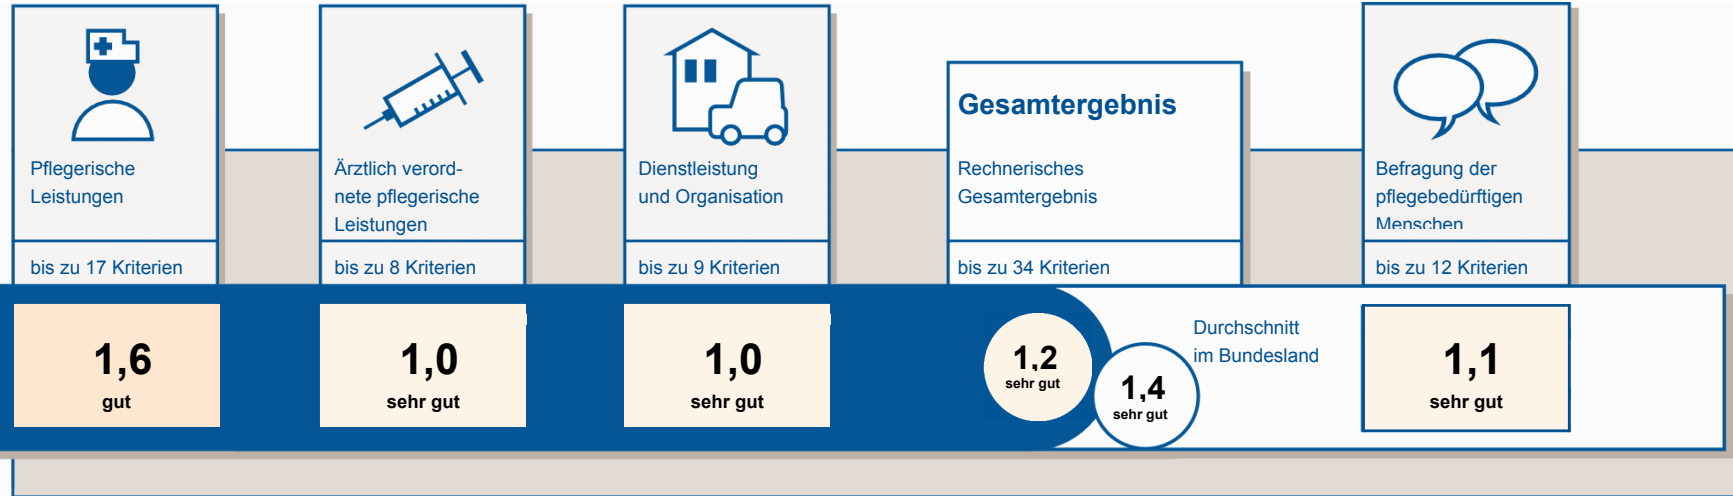 Pflegerische
Leistungen
bis zu 17 Kriterien
1,6
gut
Ärztlich verord-
nete pflegerische
Leistungen
bis zu 8 Kriterien
1,0
sehr gut
Dienstleistung
und Organisation
bis zu 9 Kriterien
1,0
sehr gut
Gesamtergebnis
Rechnerisches
Gesamtergebnis
bis zu 34 Kriterien
1,2
sehr gut
1,4
sehr gut
Durchschnitt
im Bundesland
Befragung der
pflegebedürftigen
Menschen
bis zu 12 Kriterien
1,1
sehr gut